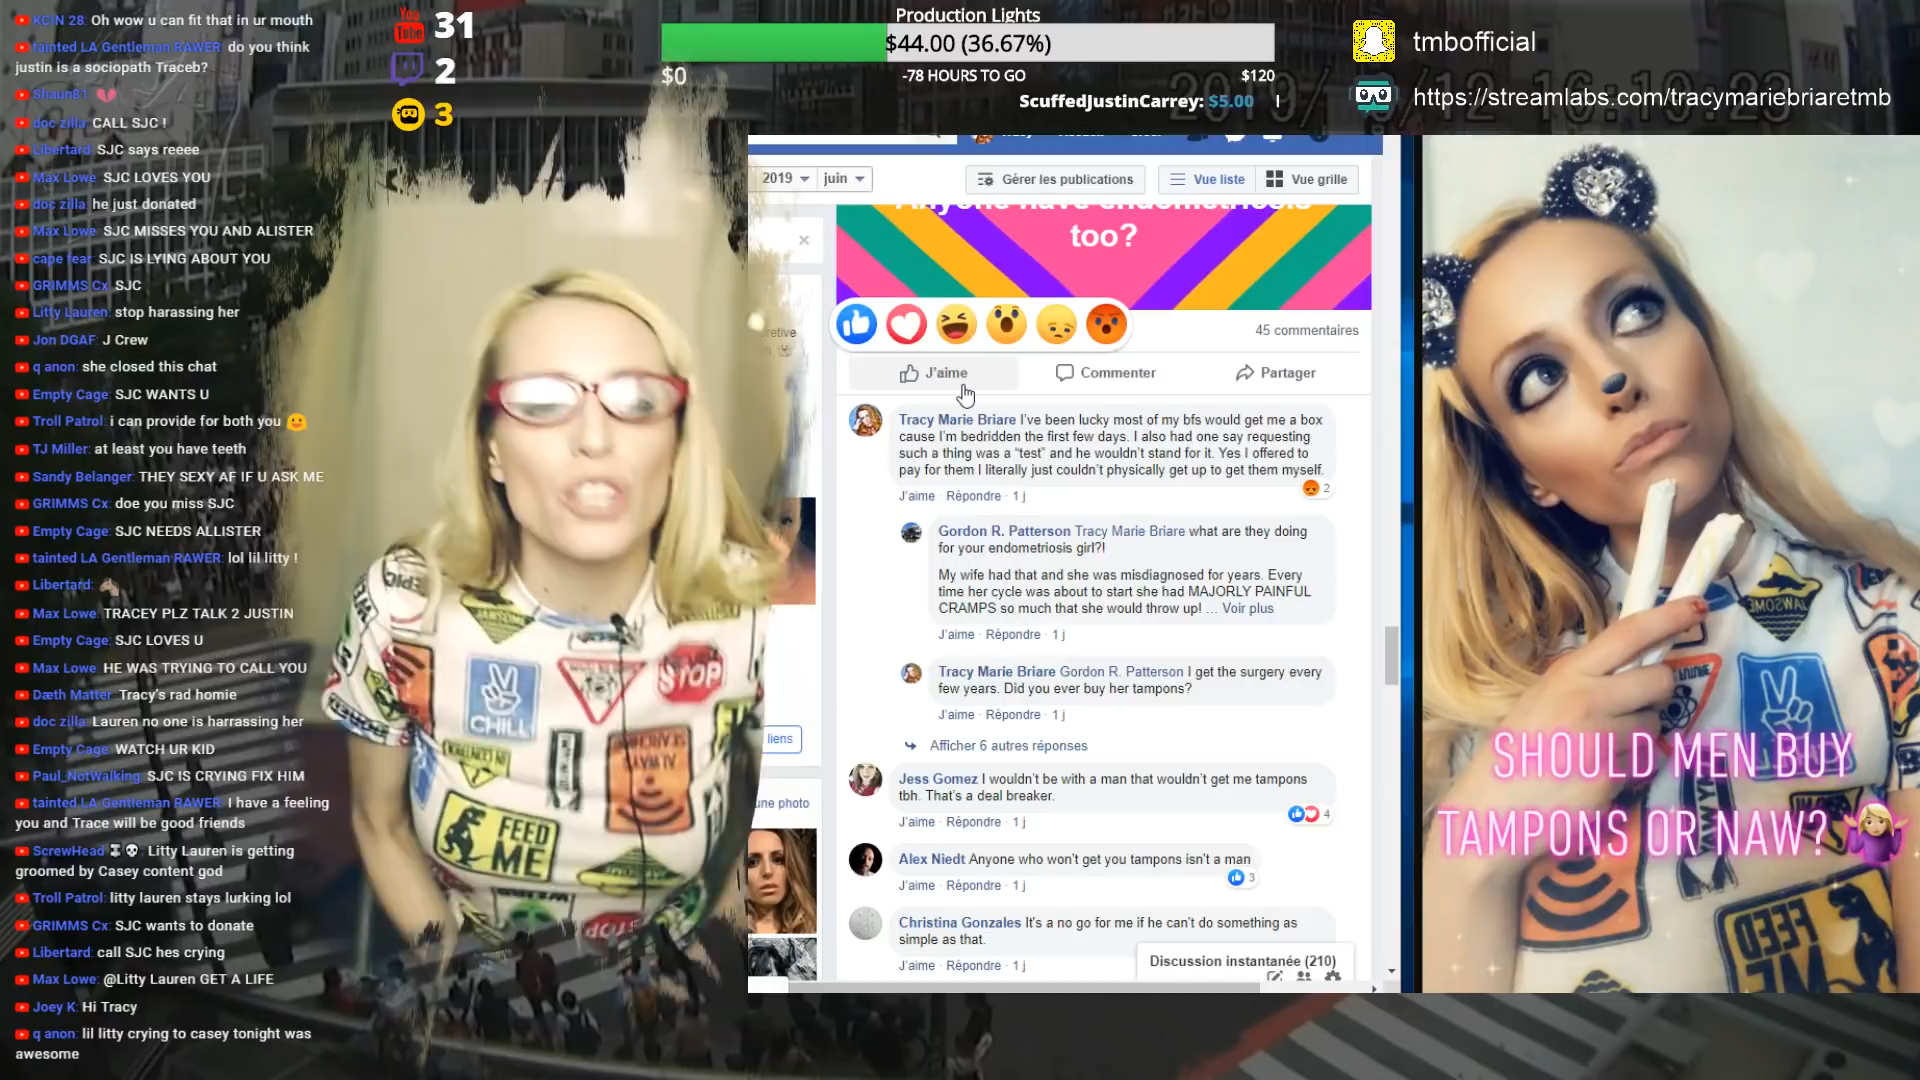 KCIN 28: Oh wow u can fit that in ur mouth
tainted LA Gentleman RAWER: do you think
justin is a sociopath Traceb?
Shaun81
doc zilla: CALL SJC !
Libertard: SJC says reeee
Max Lowe: SJC LOVES YOU
doc zilla: he just donated
Max Lowe: SJC MISSES YOU AND ALISTER
cape fear: SJC IS LYING ABOUT YOU
GRIMMS Cx: SJC
Litty Lauren: stop harassing her
Jon DGAF: J Crew
q anon: she closed this chat
Empty Cage: SJC WANTS U
Troll Patrol: i can provide for both you
TJ Miller: at least you have teeth
Sandy Belanger: THEY SEXY AF IF U ASK ME
GRIMMS Cx: doe you miss SJC
Empty Cage: SJC NEEDS ALLISTER
tainted LA Gentleman RAWER: lol lil litty !
Libertard:
Max Lowe: TRACEY PLZ TALK 2 JUSTIN
Empty Cage: SJC LOVES U
Max Lowe: HE WAS TRYING TO CALL YOU
Dæth Matter: Tracy's rad homie
doc zilla: Lauren no one is harrassing her
Empty Cage: WATCH UR KID
Paul_NotWalking: SJC IS CRYING FIX HIM
tainted LA Gentleman RAWER: I have a feeling
you and Trace will be good friends
ScrewHead Litty Lauren is getting
groomed by Casey content god
Troll Patrol: litty lauren stays lurking lol
GRIMMS Cx: SJC wants to donate
Libertard: call SJC hes crying
Max Lowe: @Litty Lauren GET A LIFE
Joey K: Hi Tracy
q anon: lil litty crying to casey tonight was
awesome
You Tube 31
2
3
Production Lights
$44.00 (36.67%)
$0
-78 HOURS TO GO
$120
ScuffedJustinCarrey: $5.00
tmbofficial
https://streamlabs.com/tracymariebriaretmb
2019 juin
Gérer les publications
Vue liste
Vue grille
Anyone have endometriosis
too?
45 commentaires
J'aime
Commenter
Partager
Tracy Marie Briare I've been lucky most of my bfs would get me a box
cause I'm bedridden the first few days. I also had one say requesting
such a thing was a "test" and he wouldn't stand for it. Yes I offered to
pay for them I literally just couldn't physically get up to get them myself.
2
J'aime · Répondre · 1 j
Gordon R. Patterson Tracy Marie Briare what are they doing
for your endometriosis girl?!
My wife had that and she was misdiagnosed for years. Every
time her cycle was about to start she had MAJORLY PAINFUL
CRAMPS so much that she would throw up! ... Voir plus
J'aime · Répondre · 1 j
Tracy Marie Briare Gordon R. Patterson I get the surgery every
few years. Did you ever buy her tampons?
J'aime · Répondre · 1 j
Afficher 6 autres réponses
Jess Gomez I wouldn't be with a man that wouldn't get me tampons
tbh. That's a deal breaker.
4
J'aime · Répondre · 1 j
Alex Niedt Anyone who won't get you tampons isn't a man
3
J'aime · Répondre · 1 j
Christina Gonzales It's a no go for me if he can't do something as
simple as that.
J'aime · Répondre · 1 j
Discussion instantanée (210)
liens
une photo
EPIC
CHILL
STOP
FEED
ME
SHOULD MEN BUY
TAMPONS OR NAW?
AWESOME
FEED
ME